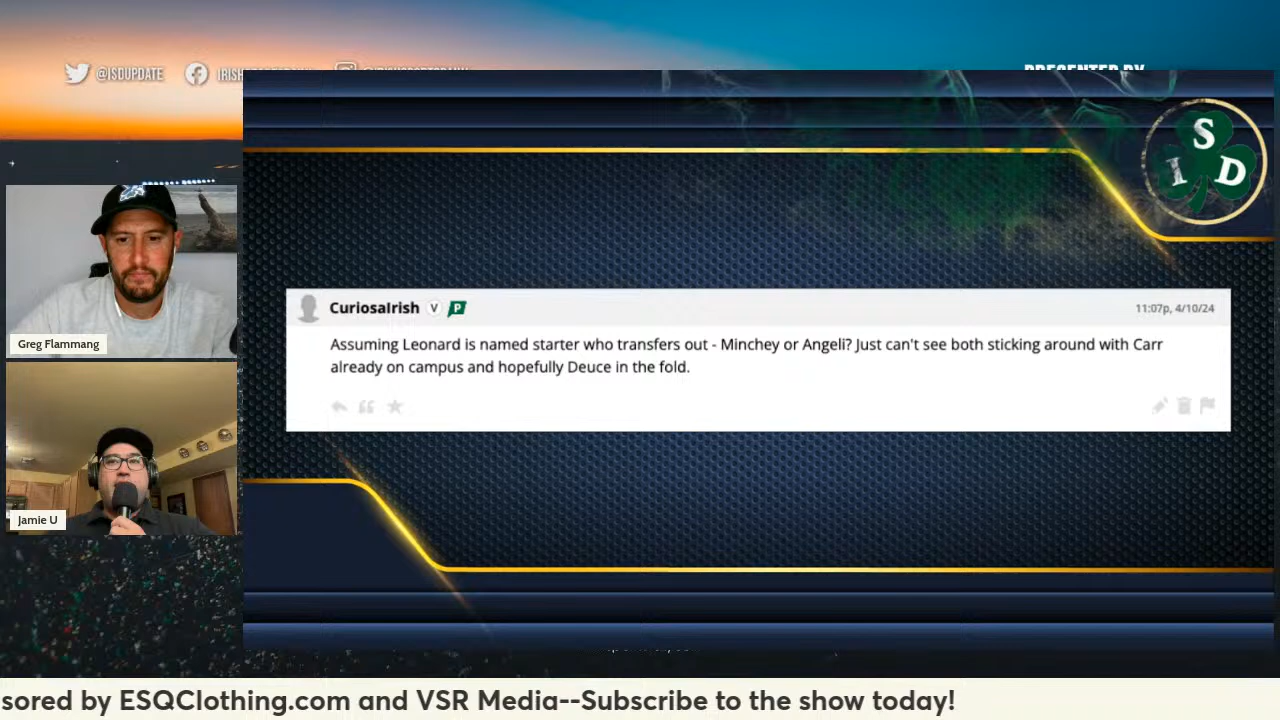 @ISDUPDATE
PRESENTED BY
S
I D
CuriosaIrish V P
11:07p, 4/10/24
Assuming Leonard is named starter who transfers out - Minchey or Angeli? Just can't see both sticking around with Carr
already on campus and hopefully Deuce in the fold.
Greg Flammang
Jamie U
sored by ESQClothing.com and VSR Media--Subscribe to the show today!